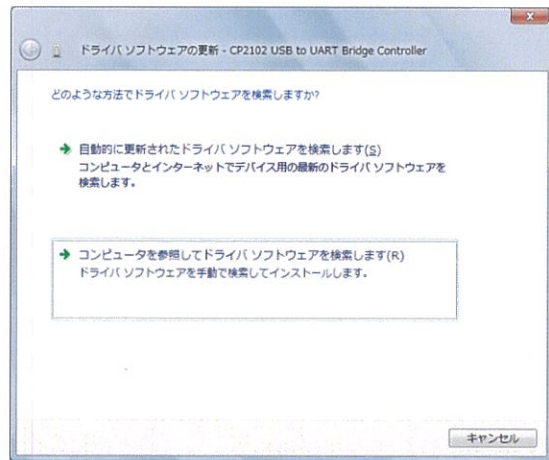 ドライバ ソフトウェアの更新 - CP2102 USB to UART Bridge Controller
どのような方法でドライバ ソフトウェアを検索しますか?
自動的に更新されたドライバ ソフトウェアを検索します(S)
コンピュータとインターネットでデバイス用の最新のドライバ ソフトウェアを
検索します。
コンピュータを参照してドライバ ソフトウェアを検索します(R)
ドライバ ソフトウェアを手動で検索してインストールします。
キャンセル